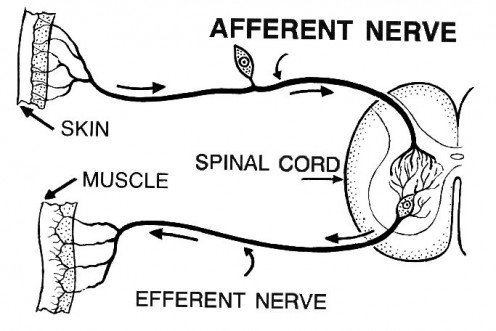 AFFERENT NERVE
SKIN
SPINAL CORD
MUSCLE
EFFERENT NERVE